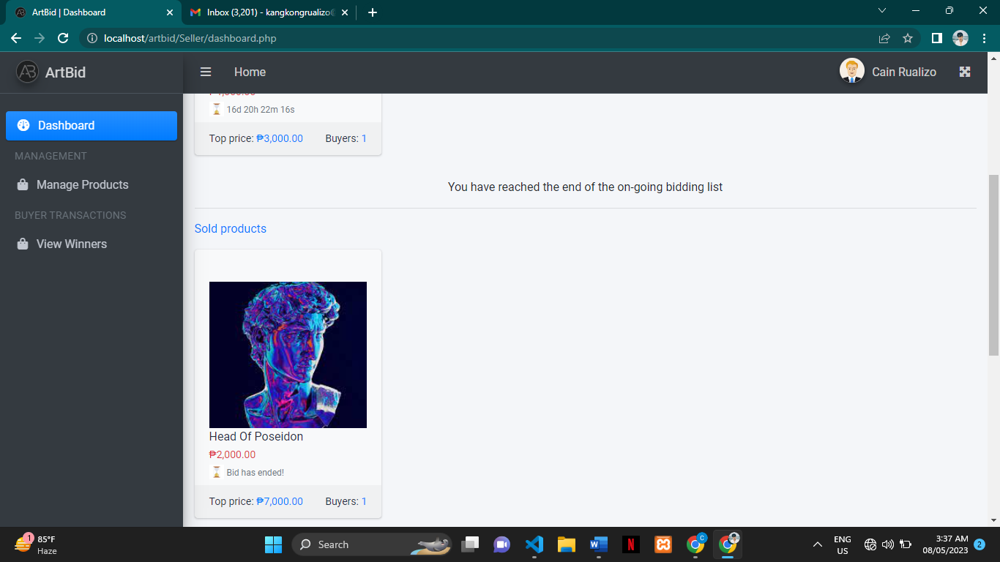 ArtBid | Dashboard
Inbox (3,201) - kangkongrualizo
localhost/artbid/Seller/dashboard.php
ArtBid
Home
Cain Rualizo
Dashboard
MANAGEMENT
Manage Products
BUYER TRANSACTIONS
View Winners
16d 20h 22m 16s
Top price: ₱3,000.00 Buyers: 1
You have reached the end of the on-going bidding list
Sold products
Head Of Poseidon
₱2,000.00
Bid has ended!
Top price: ₱7,000.00 Buyers: 1
1
85°F
Haze
Search
C
ENG
US
3:37 AM
08/05/2023
2